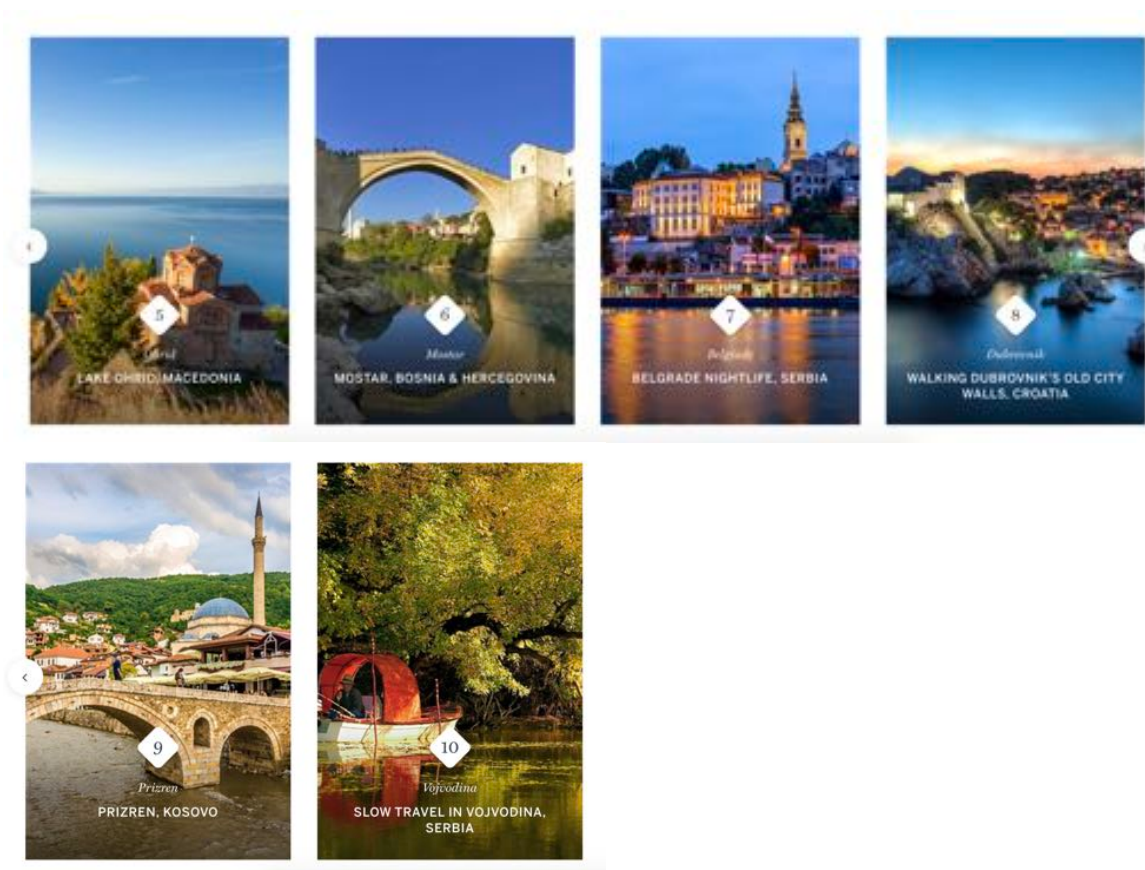 5
Ohrid
LAKE OHRID, MACEDONIA
6
Mostar
MOSTAR, BOSNIA & HERCEGOVINA
7
Belgrade
BELGRADE NIGHTLIFE, SERBIA
8
Dubrovnik
WALKING DUBROVNIK'S OLD CITY
WALLS, CROATIA
9
Prizren
PRIZREN, KOSOVO
10
Vojvodina
SLOW TRAVEL IN VOJVODINA,
SERBIA